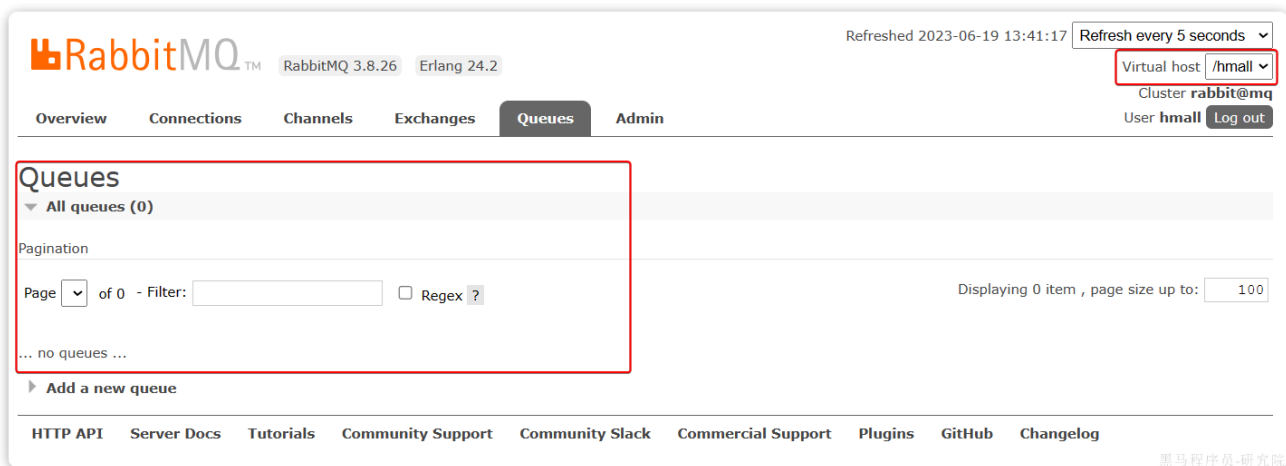 Refreshed 2023-06-19 13:41:17 Refresh every 5 seconds
RabbitMQ TM RabbitMQ 3.8.26 Erlang 24.2
Virtual host /hmall
Cluster rabbit@mq
Overview Connections Channels Exchanges Queues Admin
User hmall Log out
Queues
All queues (0)
Pagination
Page of 0 - Filter: Regex ? Displaying 0 item , page size up to: 100
... no queues ...
Add a new queue
HTTP API Server Docs Tutorials Community Support Community Slack Commercial Support Plugins GitHub Changelog
黑马程序员-研究院